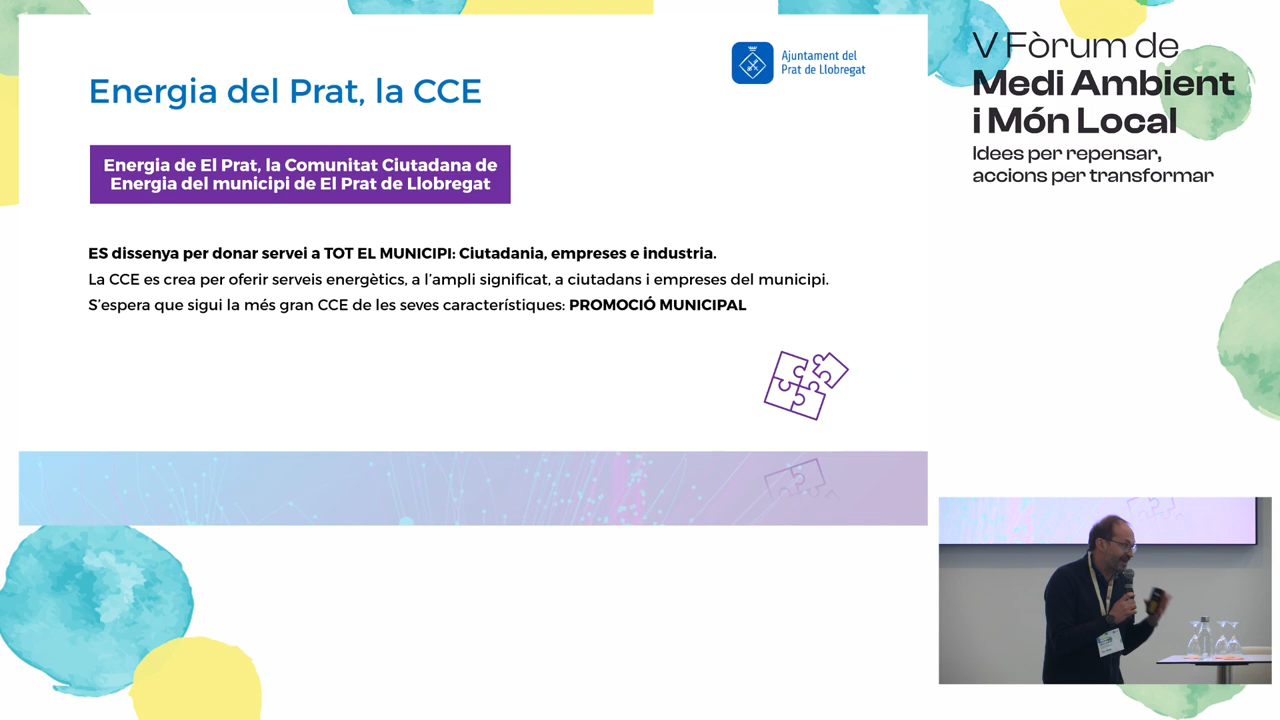 Energia del Prat, la CCE
Ajuntament del
Prat de Llobregat
Energia de El Prat, la Comunitat Ciutadana de
Energia del municipi de El Prat de Llobregat
ES dissenya per donar servei a TOT EL MUNICIPI: Ciutadania, empreses e industria.
La CCE es crea per oferir serveis energètics, a l’ampli significat, a ciutadans i empreses del municipi.
S’espera que sigui la més gran CCE de les seves característiques: PROMOCIÓ MUNICIPAL
V Fòrum de
Medi Ambient
i Món Local
Idees per repensar,
accions per transformar